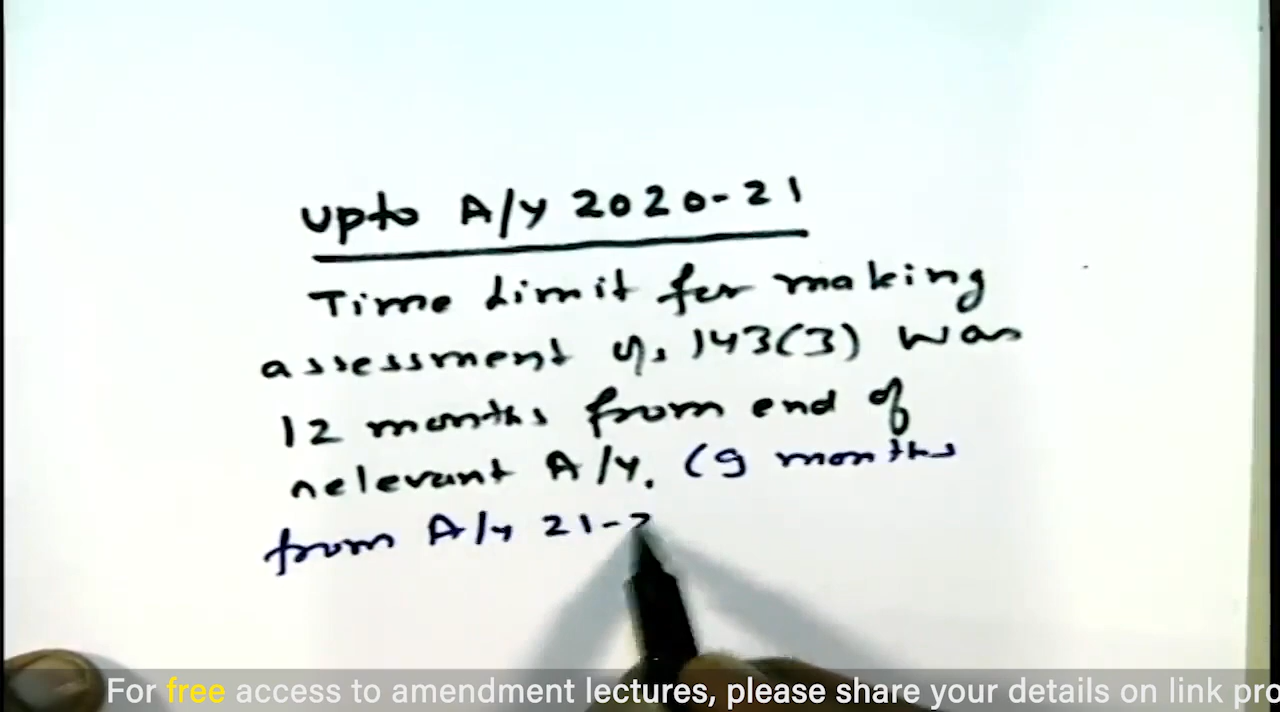 upto A/y 2020-21
Time Limit for making
assessment u/s 143(3) was
12 months from end of
relevant A/y. (9 months
from A/y 21-2
For free access to amendment lectures, please share your details on link pro